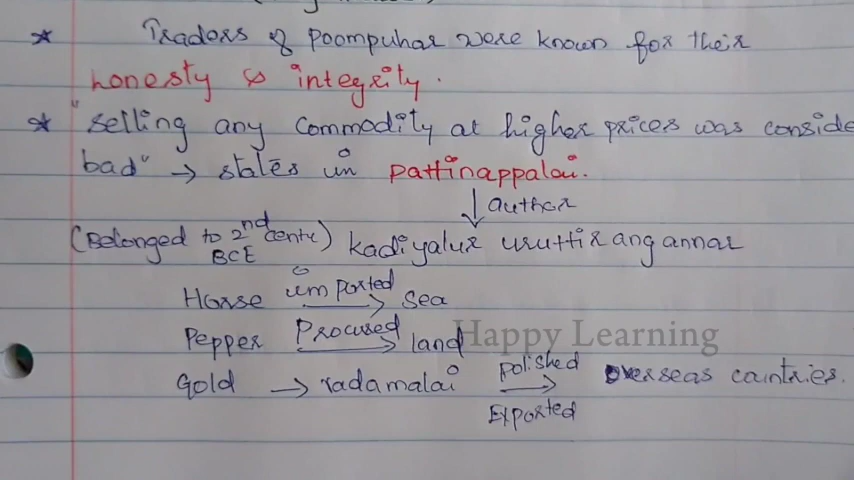 * Traders of Poompuhar were known for their
honesty & integrity.
* "Selling any commodity at higher prices was conside
bad" → states in pattinappalai.
↓ author
(Belonged to 2nd centu BCE) kadiyalur uruttirangannar
Horse imported → sea
Pepper Procured → land
Happy Learning
Gold → vadamalai polished → Exported overseas countries.